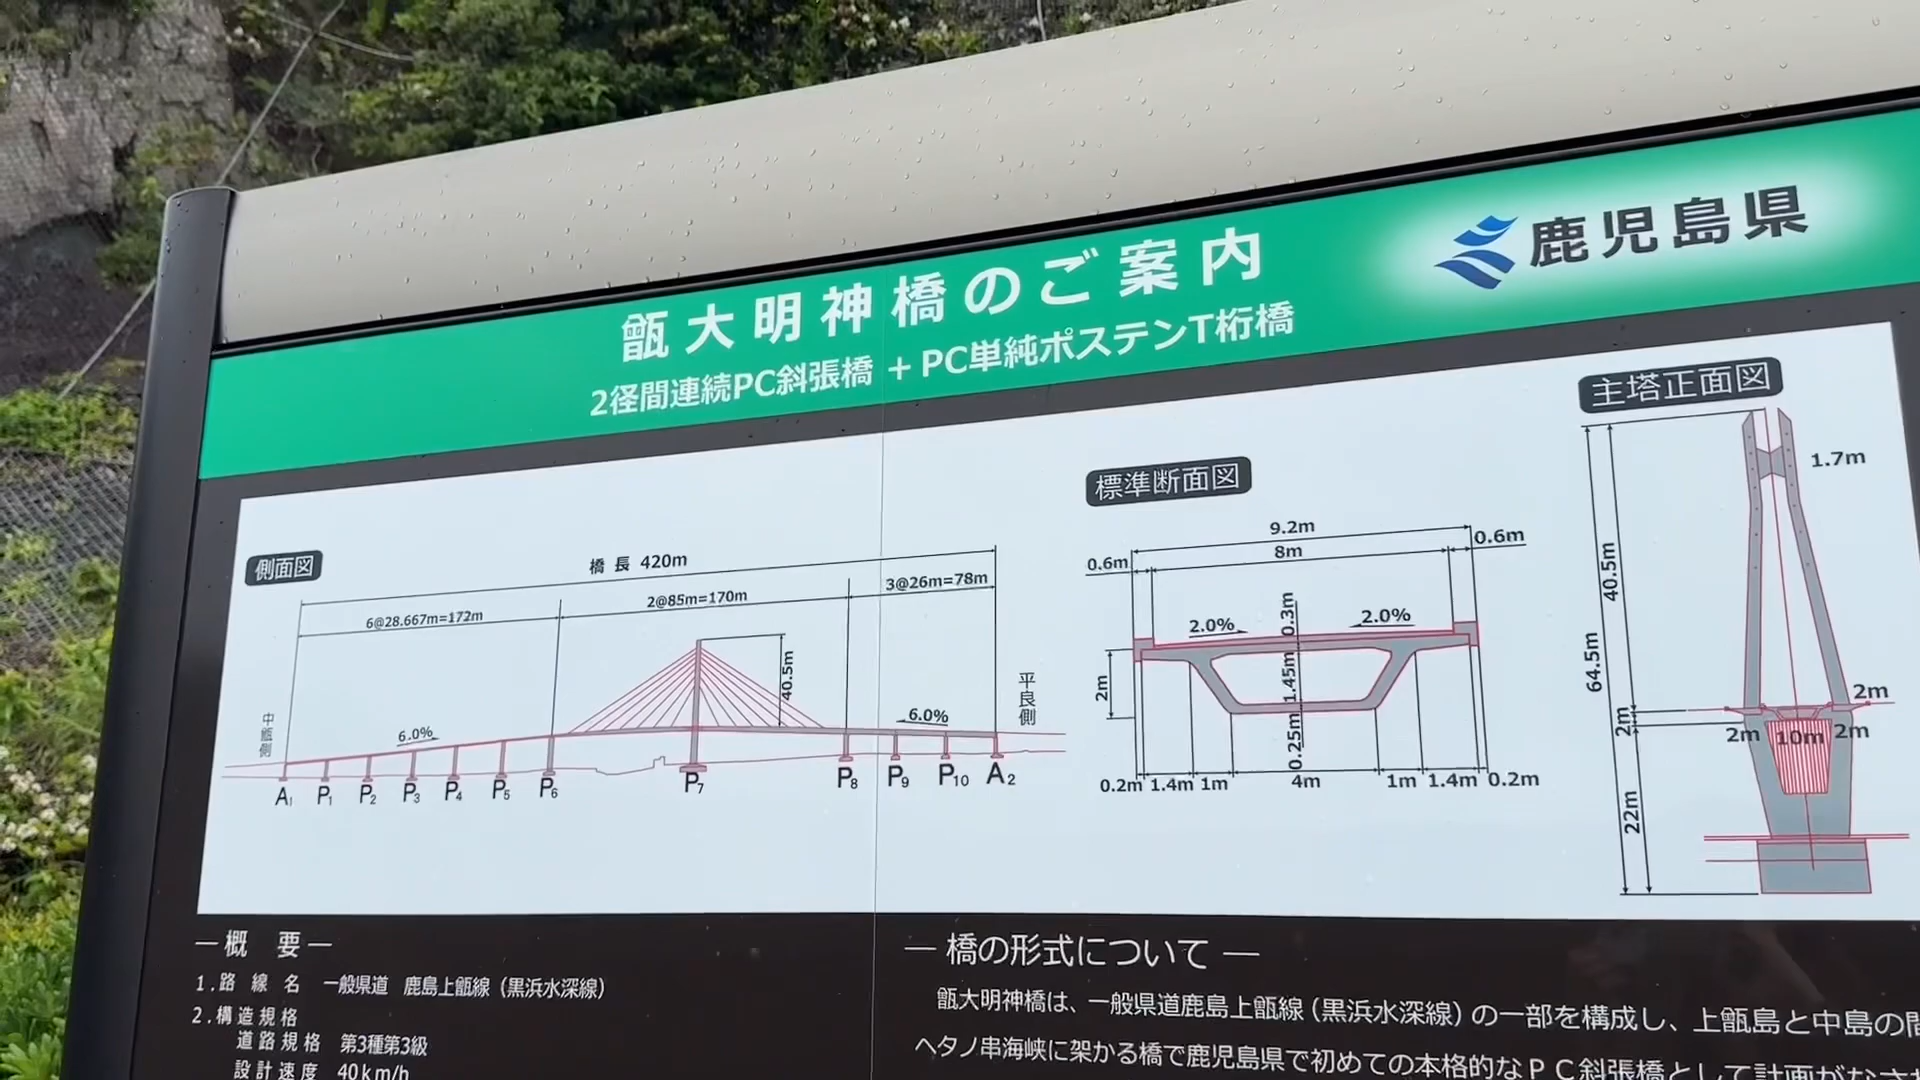 甑大明神橋のご案内
2径間連続PC斜張橋 + PC単純ポステンT桁橋
鹿児島県
側面図
橋長 420m
6@28.667m=172m
2@85m=170m
3@26m=78m
40.5m
中甑側
平良側
6.0%
6.0%
A1 P1 P2 P3 P4 P5 P6 P7 P8 P9 P10 A2
標準断面図
9.2m
8m
0.6m
0.6m
2.0%
2.0%
0.3m
1.45m
0.25m
2m
0.2m 1.4m 1m 4m 1m 1.4m 0.2m
主塔正面図
1.7m
40.5m
64.5m
2m
2m
2m 10m 2m
22m
―概 要―
1.路線名 一般県道 鹿島上甑線(黒浜水深線)
2.構造規格
道路規格 第3種第3級
設計速度 40km/h
― 橋の形式について ―
甑大明神橋は、一般県道鹿島上甑線(黒浜水深線)の一部を構成し、上甑島と中島の
ヘタノ串海峡に架かる橋で鹿児島県で初めての本格的なPC斜張橋として計画がなさ